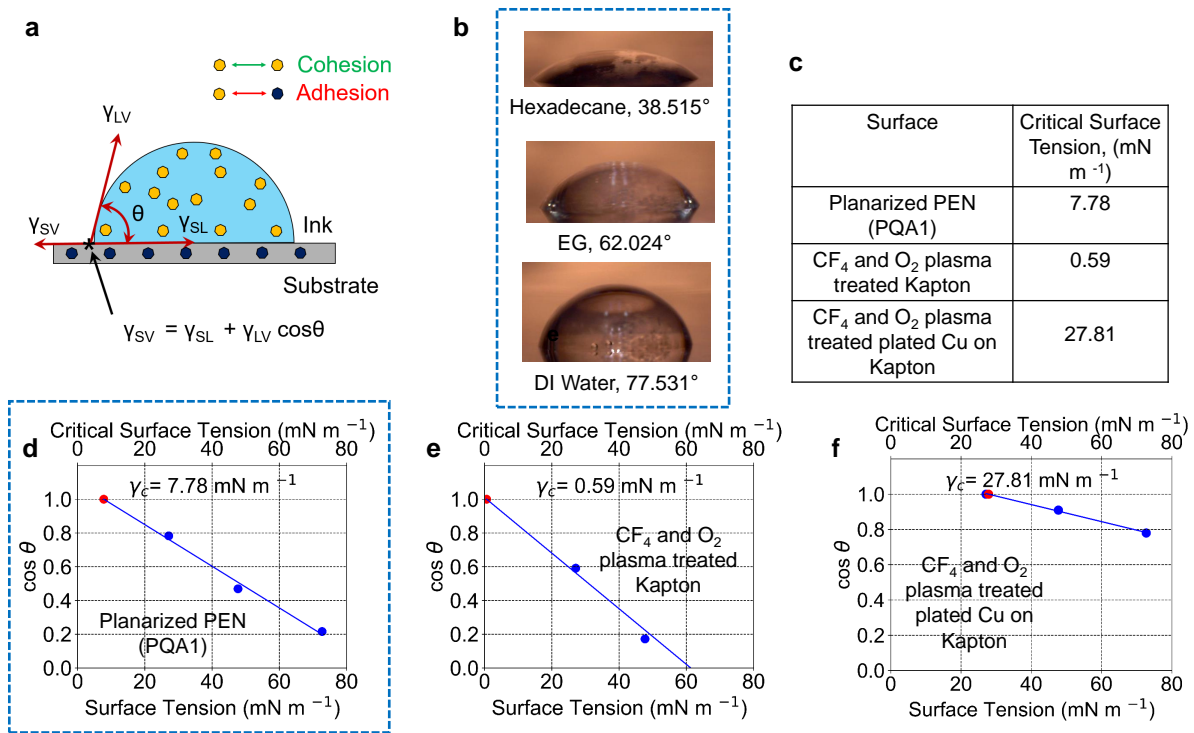 a
Cohesion
Adhesion
γLV
θ
γSV
γSL
Ink
Substrate
γSV = γSL + γLV cosθ
b
Hexadecane, 38.515°
EG, 62.024°
e
DI Water, 77.531°
c
Surface
Critical Surface
Tension, (mN
m -1)
Planarized PEN
(PQA1)
7.78
CF4 and O2 plasma
treated Kapton
0.59
CF4 and O2 plasma
treated plated Cu on
Kapton
27.81
d
Critical Surface Tension (mN m −1)
0 20 40 60 80
γc= 7.78 mN m −1
1.0
0.8
0.6
0.4
0.2
0.0
cos θ
Planarized PEN
(PQA1)
0 20 40 60 80
Surface Tension (mN m −1)
e
Critical Surface Tension (mN m −1)
0 20 40 60 80
γc= 0.59 mN m −1
1.0
0.8
0.6
0.4
0.2
0.0
cos θ
CF4 and O2
plasma treated
Kapton
0 20 40 60 80
Surface Tension (mN m −1)
f
Critical Surface Tension (mN m −1)
0 20 40 60 80
γc= 27.81 mN m −1
1.0
0.8
0.6
0.4
0.2
0.0
cos θ
CF4 and O2
plasma treated
plated Cu on
Kapton
0 20 40 60 80
Surface Tension (mN m −1)